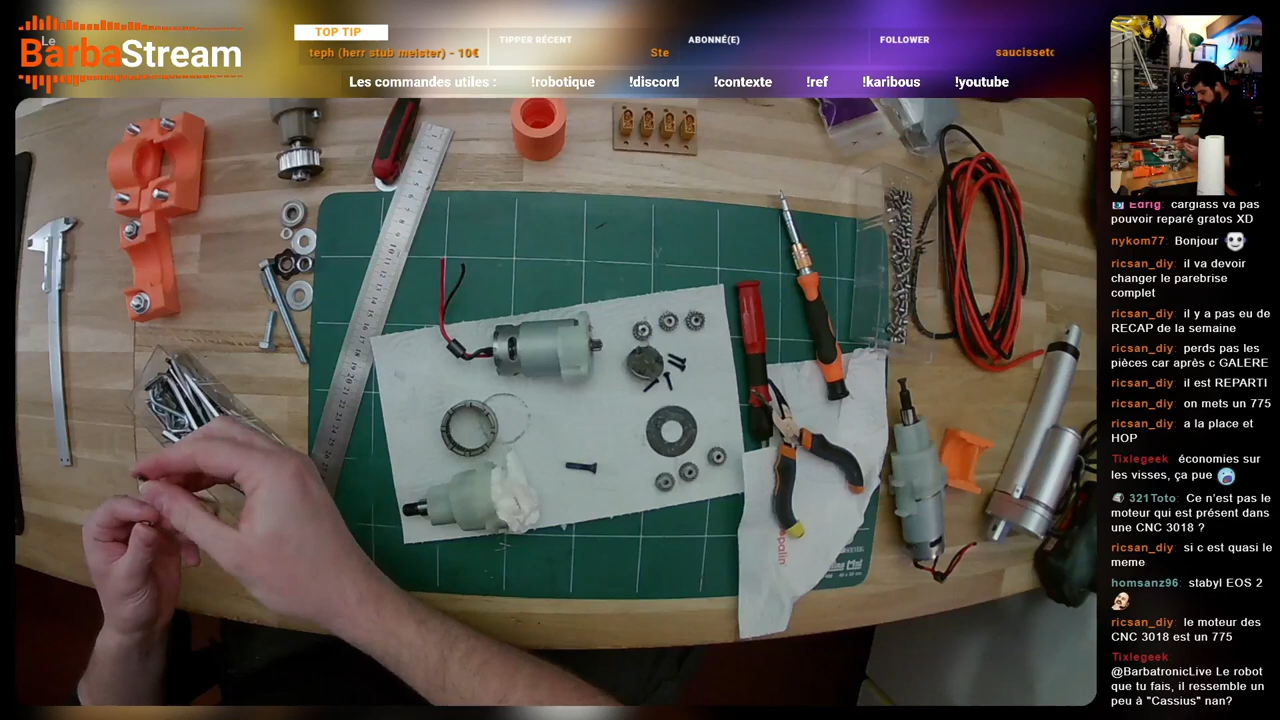 Le
BarbaStream
TOP TIP
teph (herr stub meister) - 10€
TIPPER RÉCENT
Ste
ABONNÉ(E)
FOLLOWER
saucissetc
Les commandes utiles : !robotique !discord !contexte !ref !karibous !youtube
Edrig: carglass va pas
pouvoir reparé gratos XD
nykom77: Bonjour
ricsan_diy: il va devoir
changer le parebrise
complet
ricsan_diy: il y a pas eu de
RECAP de la semaine
ricsan_diy: perds pas les
pièces car après c GALERE
ricsan_diy: il est REPARTI
ricsan_diy: on mets un 775
ricsan_diy: a la place et
HOP
Tixlegeek: économies sur
les visses, ça pue
321Toto: Ce n'est pas le
moteur qui est présent dans
une CNC 3018 ?
ricsan_diy: si c est quasi le
meme
homsanz96: stabyl EOS 2
ricsan_diy: le moteur des
CNC 3018 est un 775
Tixlegeek:
@BarbatronicLive Le robot
que tu fais, il ressemble un
peu à "Cassius" nan?
palin